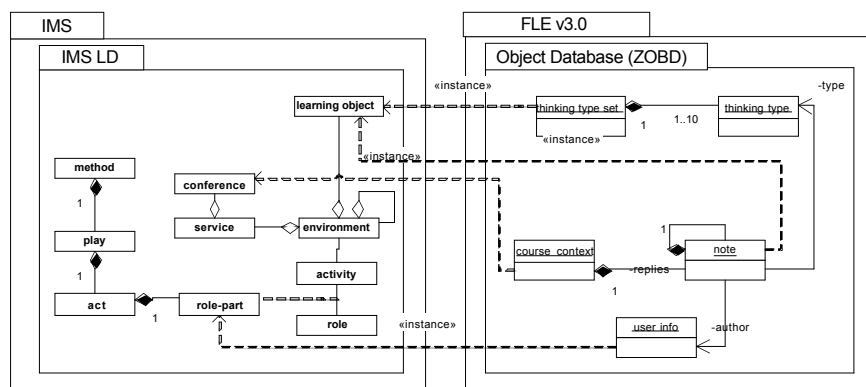 IMS
FLE v3.0
IMS LD
Object Database (ZOBD)
«instance»
-type
learning object
thinking type set
thinking type
1
1..10
«instance»
«instance»
method
conference
1
service
environment
1
play
course_context
note
-replies
activity
1
1
act
role-part
1
role
«instance»
user info
-author